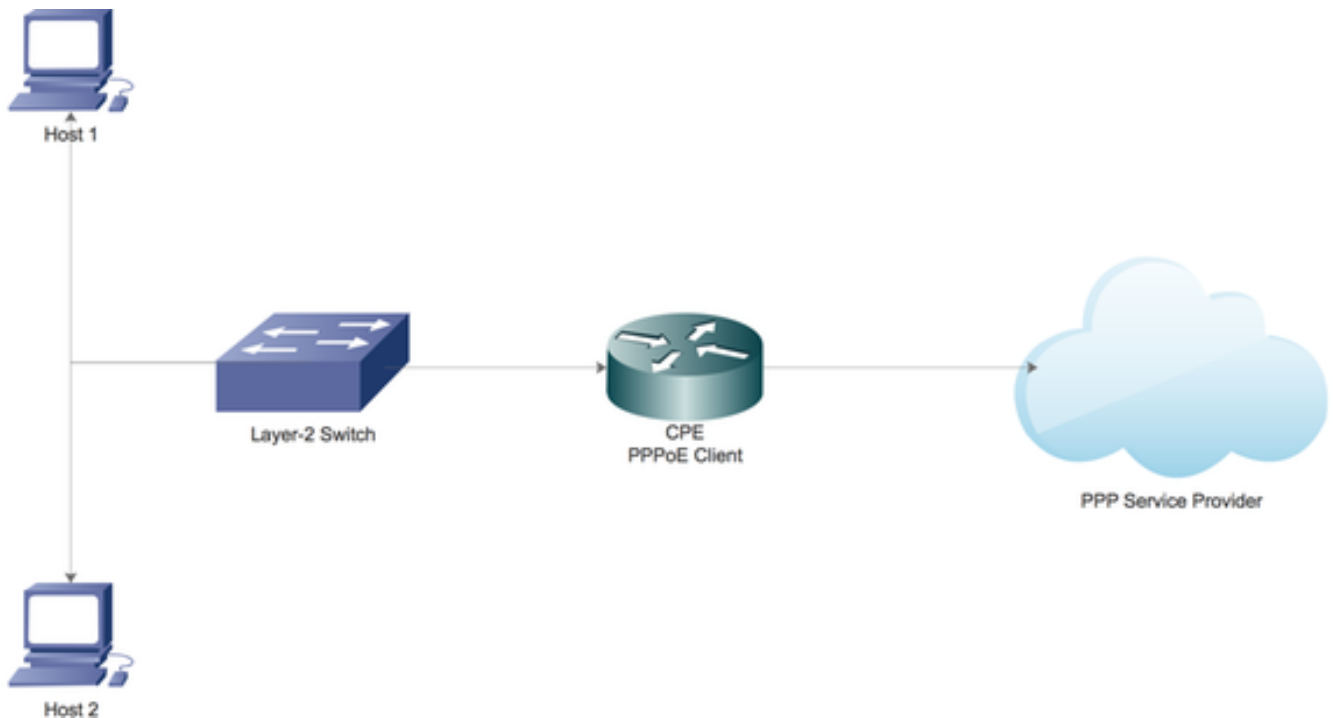 Host 1
Layer-2 Switch
CPE
PPPoE Client
PPP Service Provider
Host 2